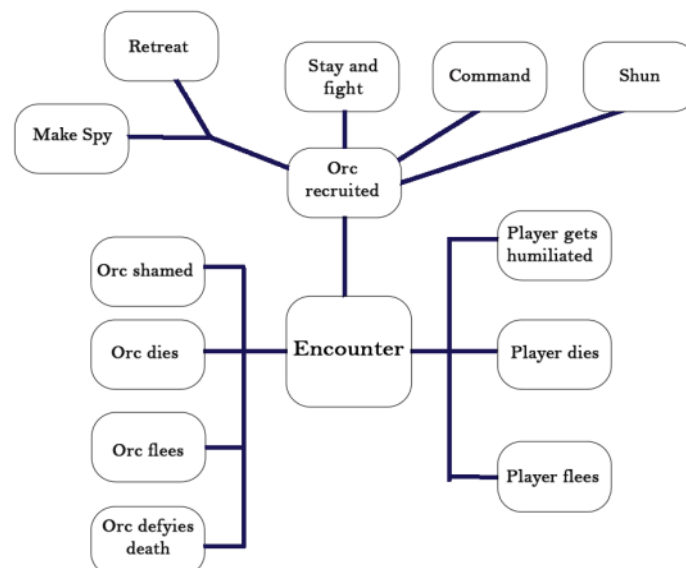 Retreat
Stay and
fight
Command
Shun
Make Spy
Orc
recruited
Orc shamed
Player gets
humiliated
Orc dies
Encounter
Player dies
Orc flees
Player flees
Orc defyies
death